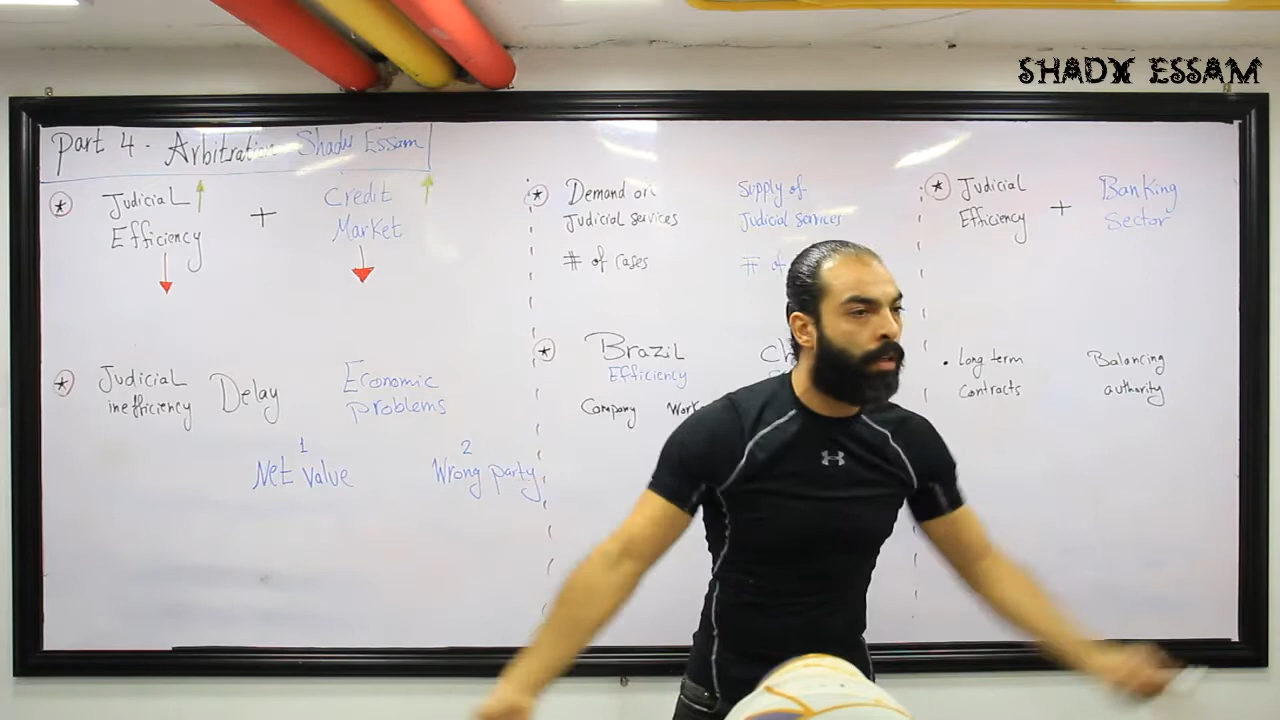 SHADY ESSAM
Part 4 - Arbitration Shady Essam
Judicial
Efficiency
+
Credit
Market
Judicial
inefficiency
Delay
Economic
problems
1
Net Value
2
Wrong party
Demand on
Judicial services
# of cases
Supply of
Judicial services
# of
Brazil
Efficiency
Company
Judicial
Efficiency
+
Banking
Sector
• Long term
contracts
Balancing
authority